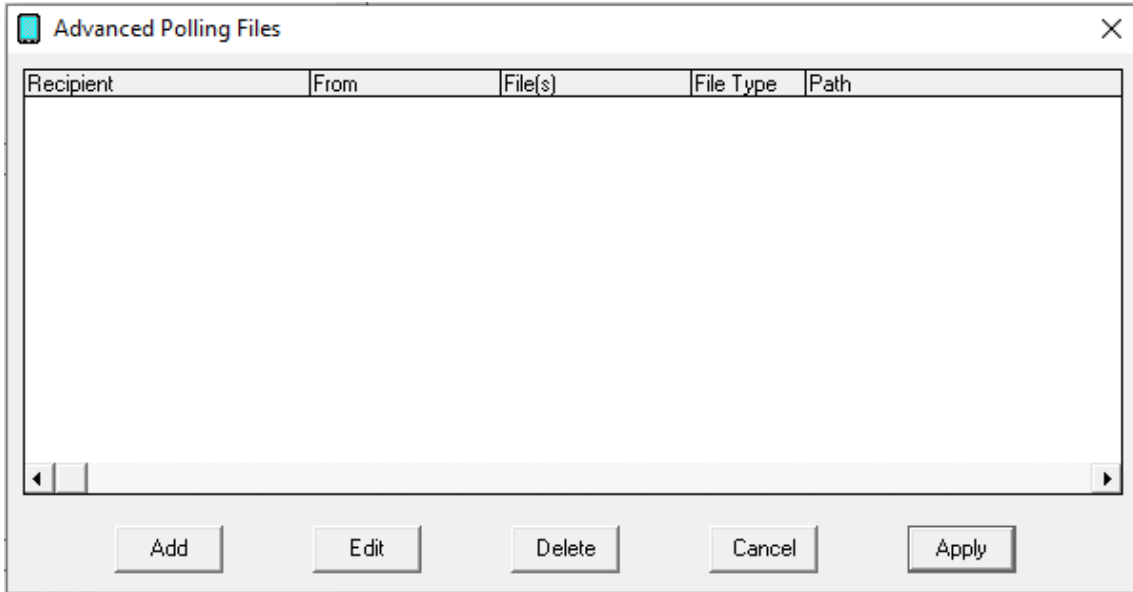 Advanced Polling Files
Recipient From File(s) File Type Path
Add Edit Delete Cancel Apply